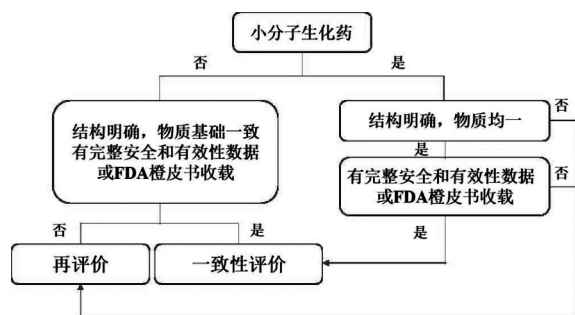 小分子生化药
否
是
结构明确，物质基础一致
有完整安全和有效性数据
或FDA橙皮书收载
结构明确，物质均一
否
是
有完整安全和有效性数据
或FDA橙皮书收载
否
否
是
是
再评价
一致性评价